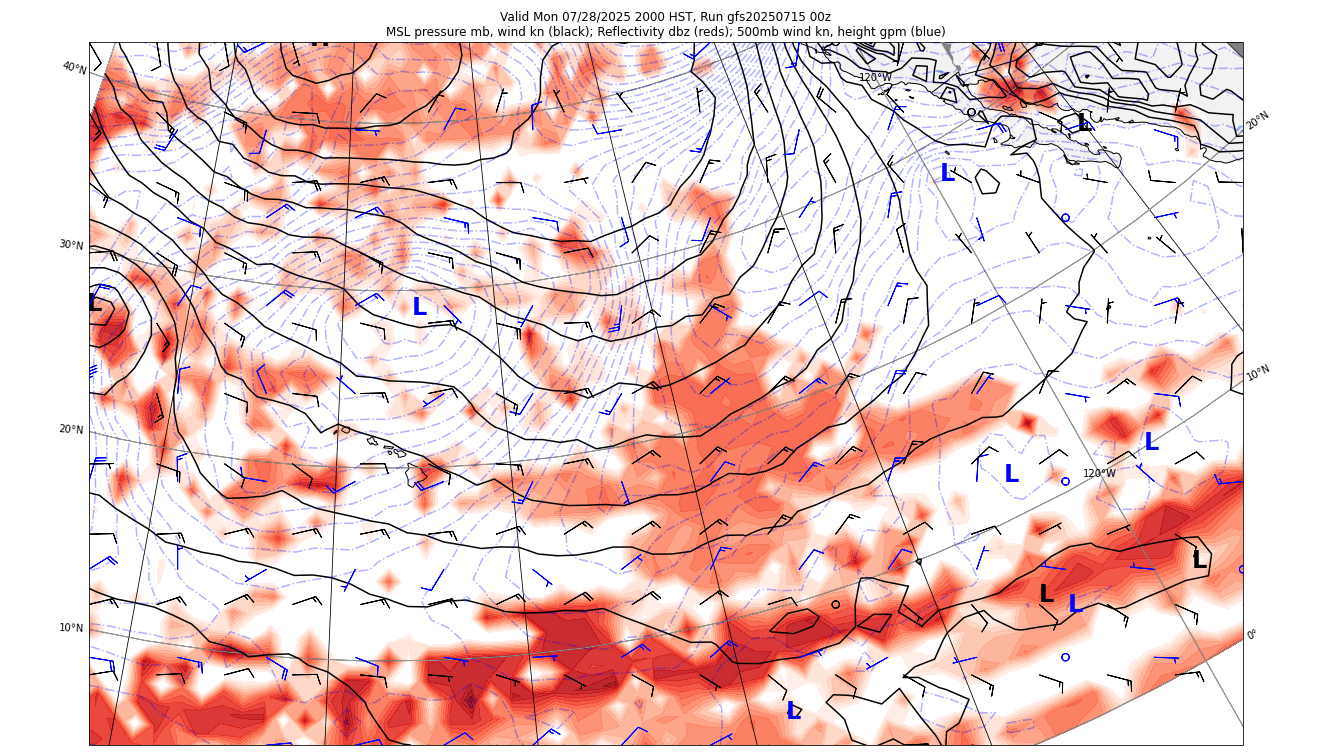 Valid Mon 07/28/2025 2000 HST, Run gfs20250715 00z
MSL pressure mb, wind kn (black); Reflectivity dbz (reds); 500mb wind kn, height gpm (blue)
40°N
120°W
L
20°N
L
30°N
L
L
10°N
20°N
L
L
120°W
L
L
L
10°N
0°
L